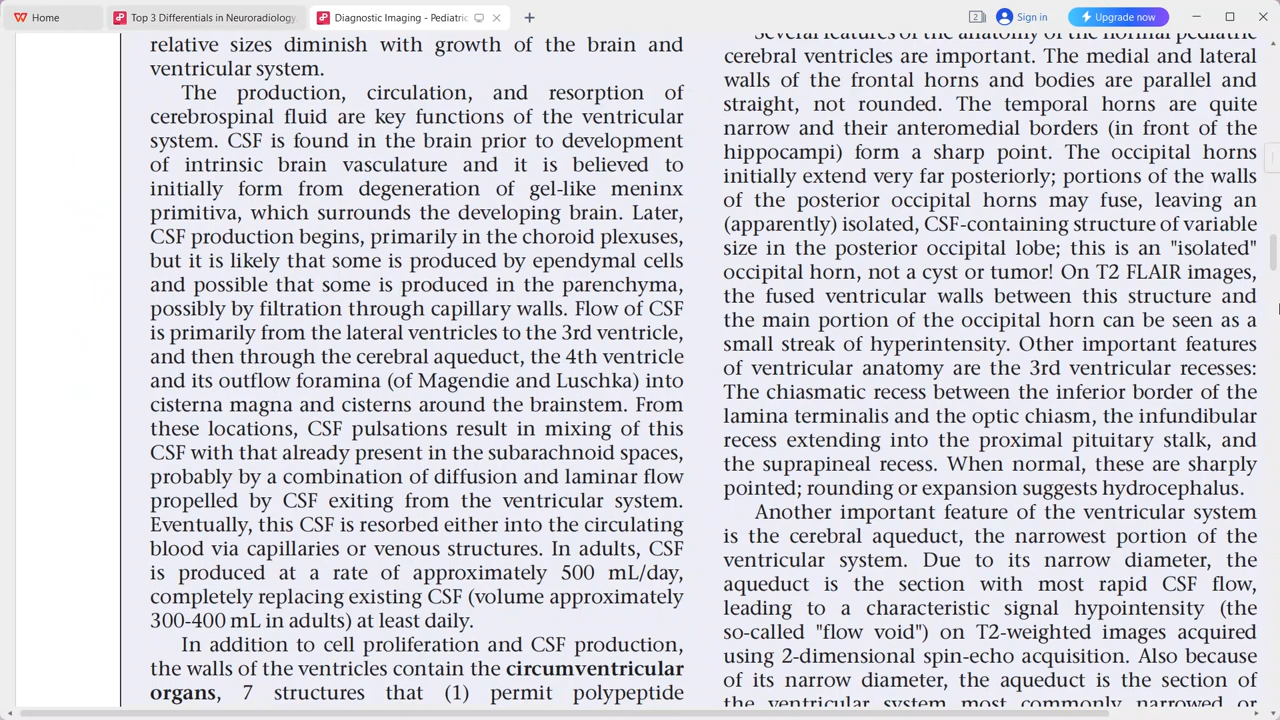 Home
Top 3 Differentials in Neuroradiology
Diagnostic Imaging - Pediatric
2
Sign in
Upgrade now
relative sizes diminish with growth of the brain and
ventricular system.
The production, circulation, and resorption of
cerebrospinal fluid are key functions of the ventricular
system. CSF is found in the brain prior to development
of intrinsic brain vasculature and it is believed to
initially form from degeneration of gel-like meninx
primitiva, which surrounds the developing brain. Later,
CSF production begins, primarily in the choroid plexuses,
but it is likely that some is produced by ependymal cells
and possible that some is produced in the parenchyma,
possibly by filtration through capillary walls. Flow of CSF
is primarily from the lateral ventricles to the 3rd ventricle,
and then through the cerebral aqueduct, the 4th ventricle
and its outflow foramina (of Magendie and Luschka) into
cisterna magna and cisterns around the brainstem. From
these locations, CSF pulsations result in mixing of this
CSF with that already present in the subarachnoid spaces,
probably by a combination of diffusion and laminar flow
propelled by CSF exiting from the ventricular system.
Eventually, this CSF is resorbed either into the circulating
blood via capillaries or venous structures. In adults, CSF
is produced at a rate of approximately 500 mL/day,
completely replacing existing CSF (volume approximately
300-400 mL in adults) at least daily.
In addition to cell proliferation and CSF production,
the walls of the ventricles contain the circumventricular
organs, 7 structures that (1) permit polypeptide
Several features of the anatomy of the normal pediatric
cerebral ventricles are important. The medial and lateral
walls of the frontal horns and bodies are parallel and
straight, not rounded. The temporal horns are quite
narrow and their anteromedial borders (in front of the
hippocampi) form a sharp point. The occipital horns
initially extend very far posteriorly; portions of the walls
of the posterior occipital horns may fuse, leaving an
(apparently) isolated, CSF-containing structure of variable
size in the posterior occipital lobe; this is an "isolated"
occipital horn, not a cyst or tumor! On T2 FLAIR images,
the fused ventricular walls between this structure and
the main portion of the occipital horn can be seen as a
small streak of hyperintensity. Other important features
of ventricular anatomy are the 3rd ventricular recesses:
The chiasmatic recess between the inferior border of the
lamina terminalis and the optic chiasm, the infundibular
recess extending into the proximal pituitary stalk, and
the suprapineal recess. When normal, these are sharply
pointed; rounding or expansion suggests hydrocephalus.
Another important feature of the ventricular system
is the cerebral aqueduct, the narrowest portion of the
ventricular system. Due to its narrow diameter, the
aqueduct is the section with most rapid CSF flow,
leading to a characteristic signal hypointensity (the
so-called "flow void") on T2-weighted images acquired
using 2-dimensional spin-echo acquisition. Also because
of its narrow diameter, the aqueduct is the section of
the ventricular system most commonly narrowed or